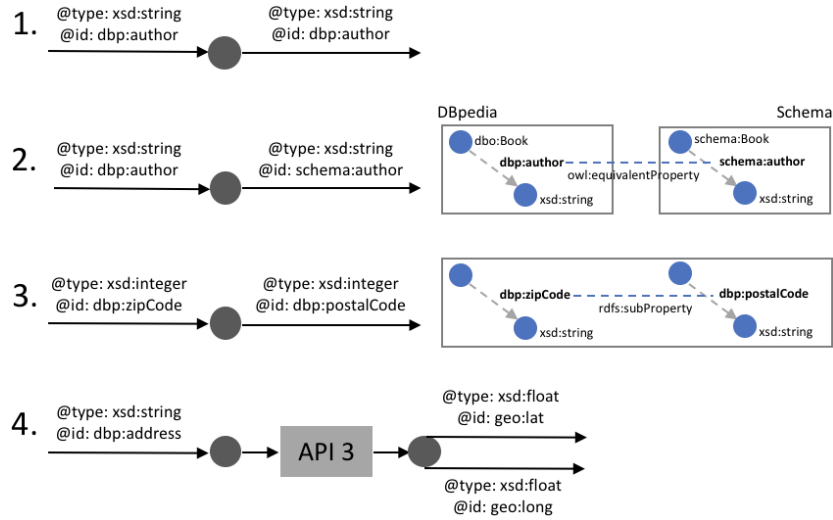 1.
@type: xsd:string
@id: dbp:author
@type: xsd:string
@id: dbp:author
2.
@type: xsd:string
@id: dbp:author
@type: xsd:string
@id: schema:author
DBpedia
dbo:Book
dbp:author
xsd:string
owl:equivalentProperty
Schema
schema:Book
schema:author
xsd:string
3.
@type: xsd:integer
@id: dbp:zipCode
@type: xsd:integer
@id: dbp:postalCode
dbp:zipCode
xsd:string
rdfs:subProperty
dbp:postalCode
xsd:string
4.
@type: xsd:string
@id: dbp:address
API 3
@type: xsd:float
@id: geo:lat
@type: xsd:float
@id: geo:long